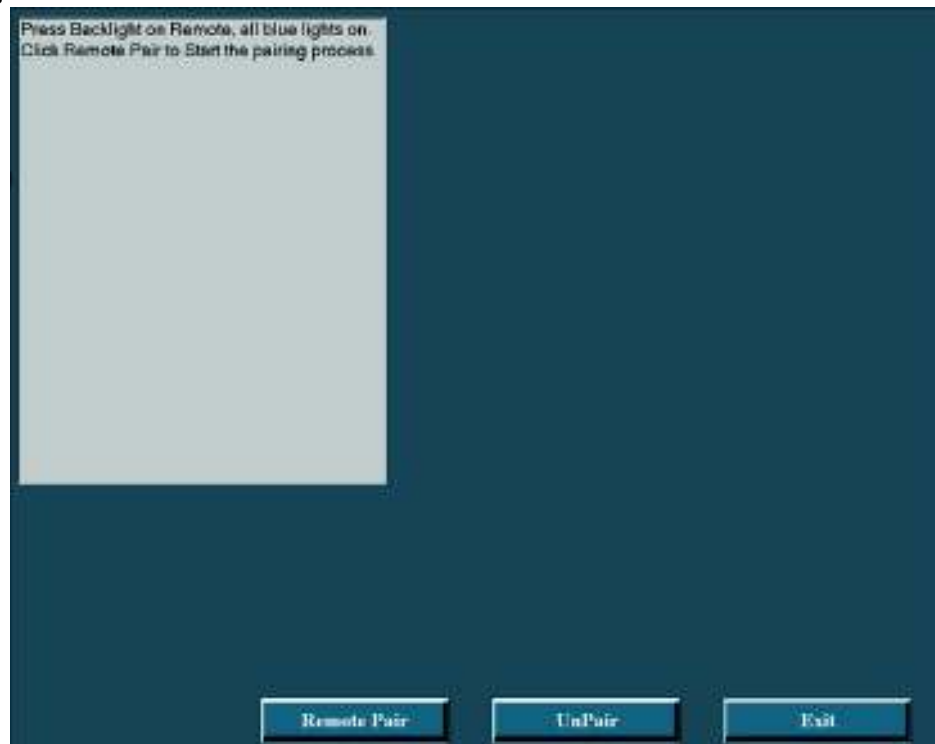 Press Backlight on Remote, all blue lights on.
Click Remote Pair to Start the pairing process
Remote Pair
UnPair
Exit